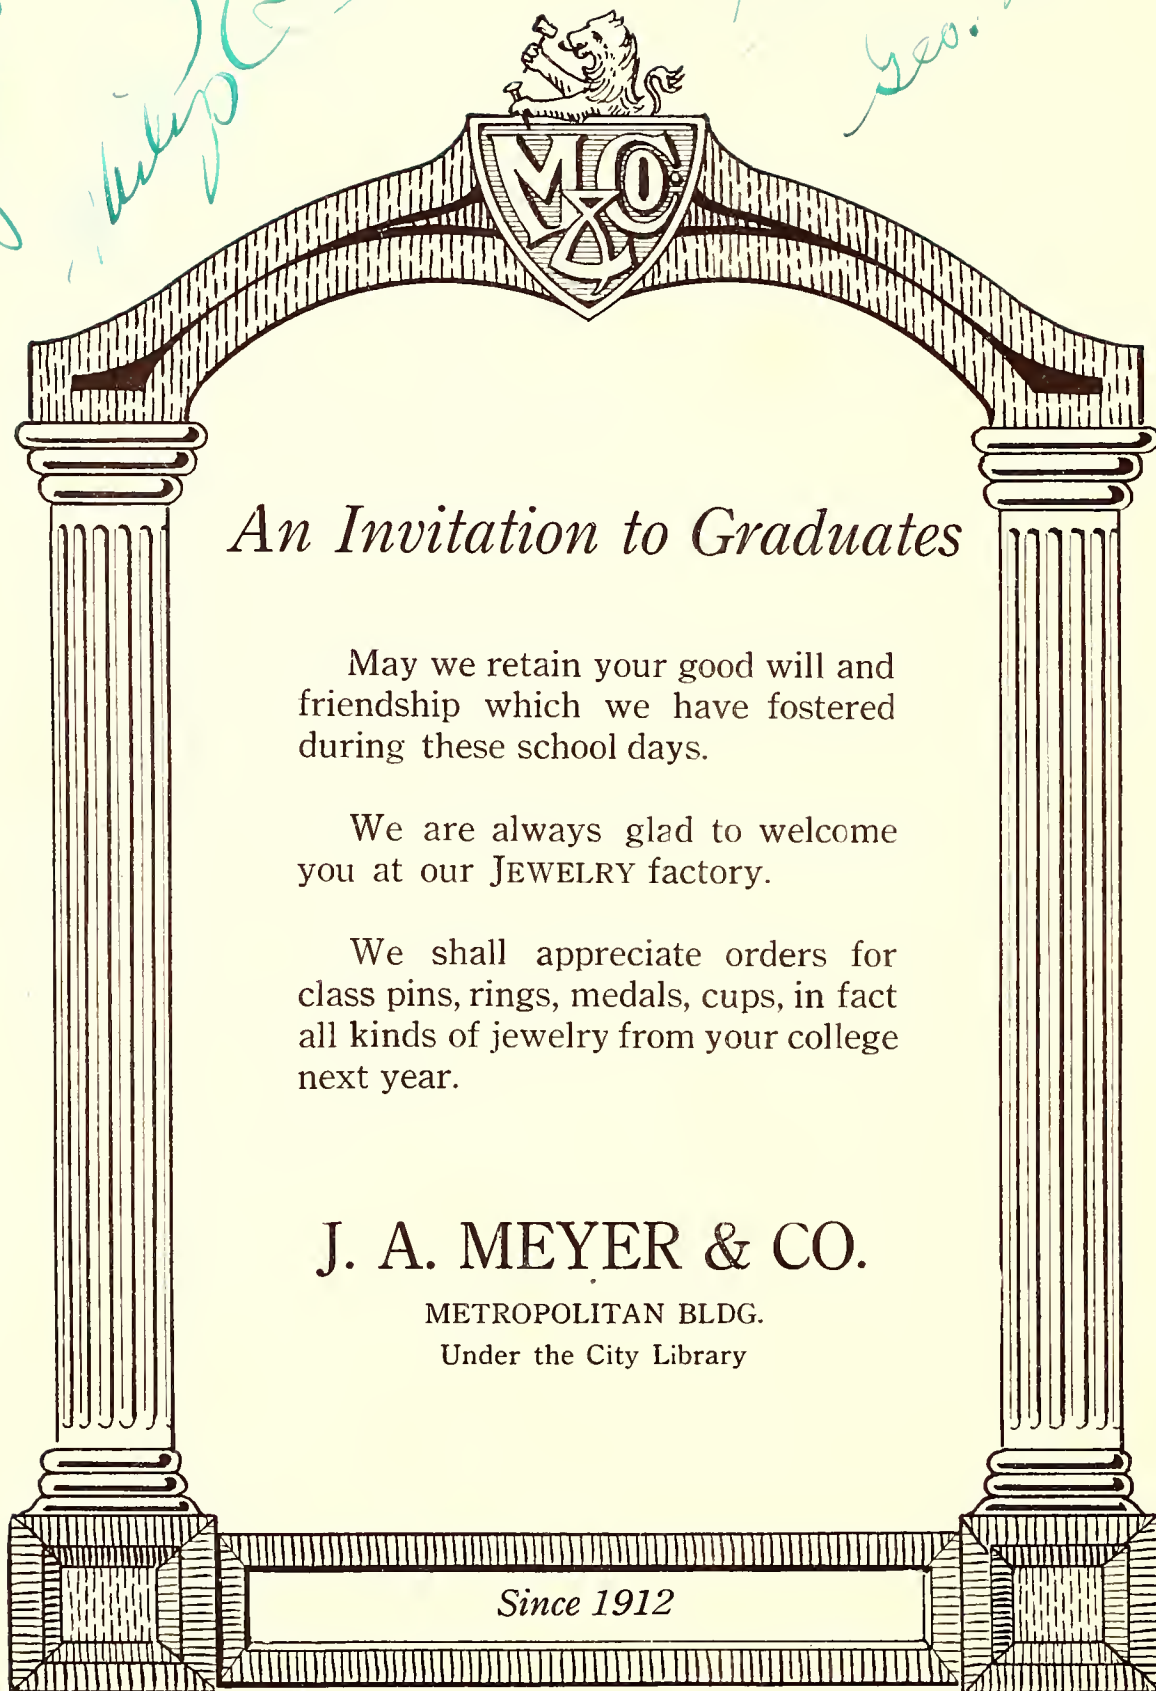 Geo.
M & Co.
An Invitation to Graduates
May we retain your good will and
friendship which we have fostered
during these school days.
We are always glad to welcome
you at our JEWELRY factory.
We shall appreciate orders for
class pins, rings, medals, cups, in fact
all kinds of jewelry from your college
next year.
J. A. MEYER & CO.
METROPOLITAN BLDG.
Under the City Library
Since 1912